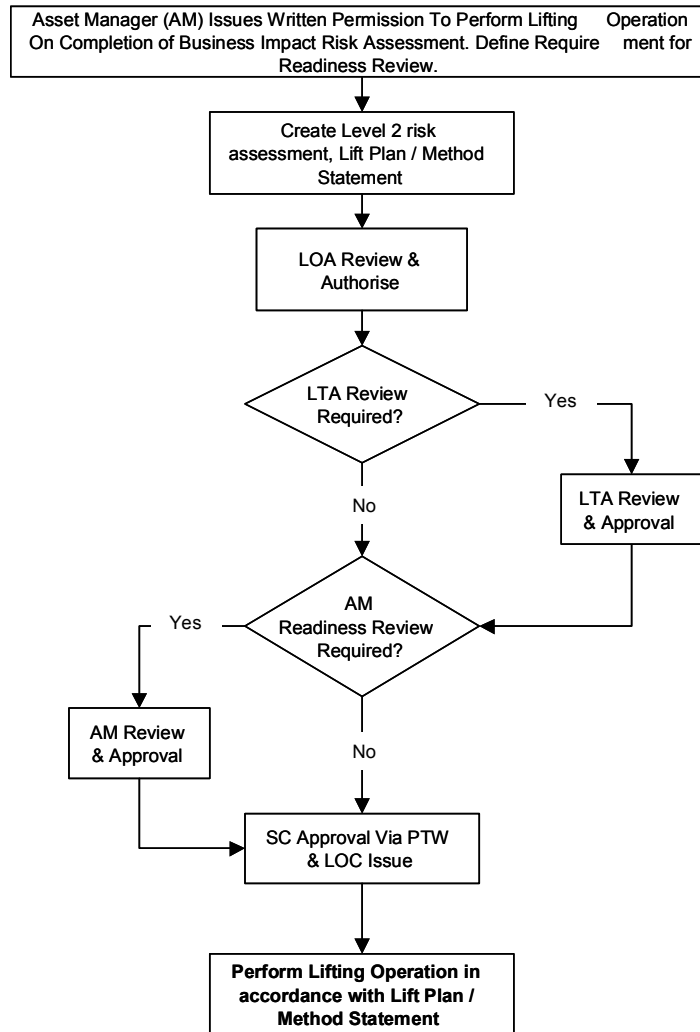 Asset Manager (AM) Issues Written Permission To Perform Lifting Operation
On Completion of Business Impact Risk Assessment. Define Require ment for
Readiness Review.
Create Level 2 risk
assessment, Lift Plan / Method
Statement
LOA Review &
Authorise
LTA Review
Required?
Yes
No
LTA Review
& Approval
AM
Readiness Review
Required?
Yes
AM Review
& Approval
No
SC Approval Via PTW
& LOC Issue
Perform Lifting Operation in
accordance with Lift Plan /
Method Statement